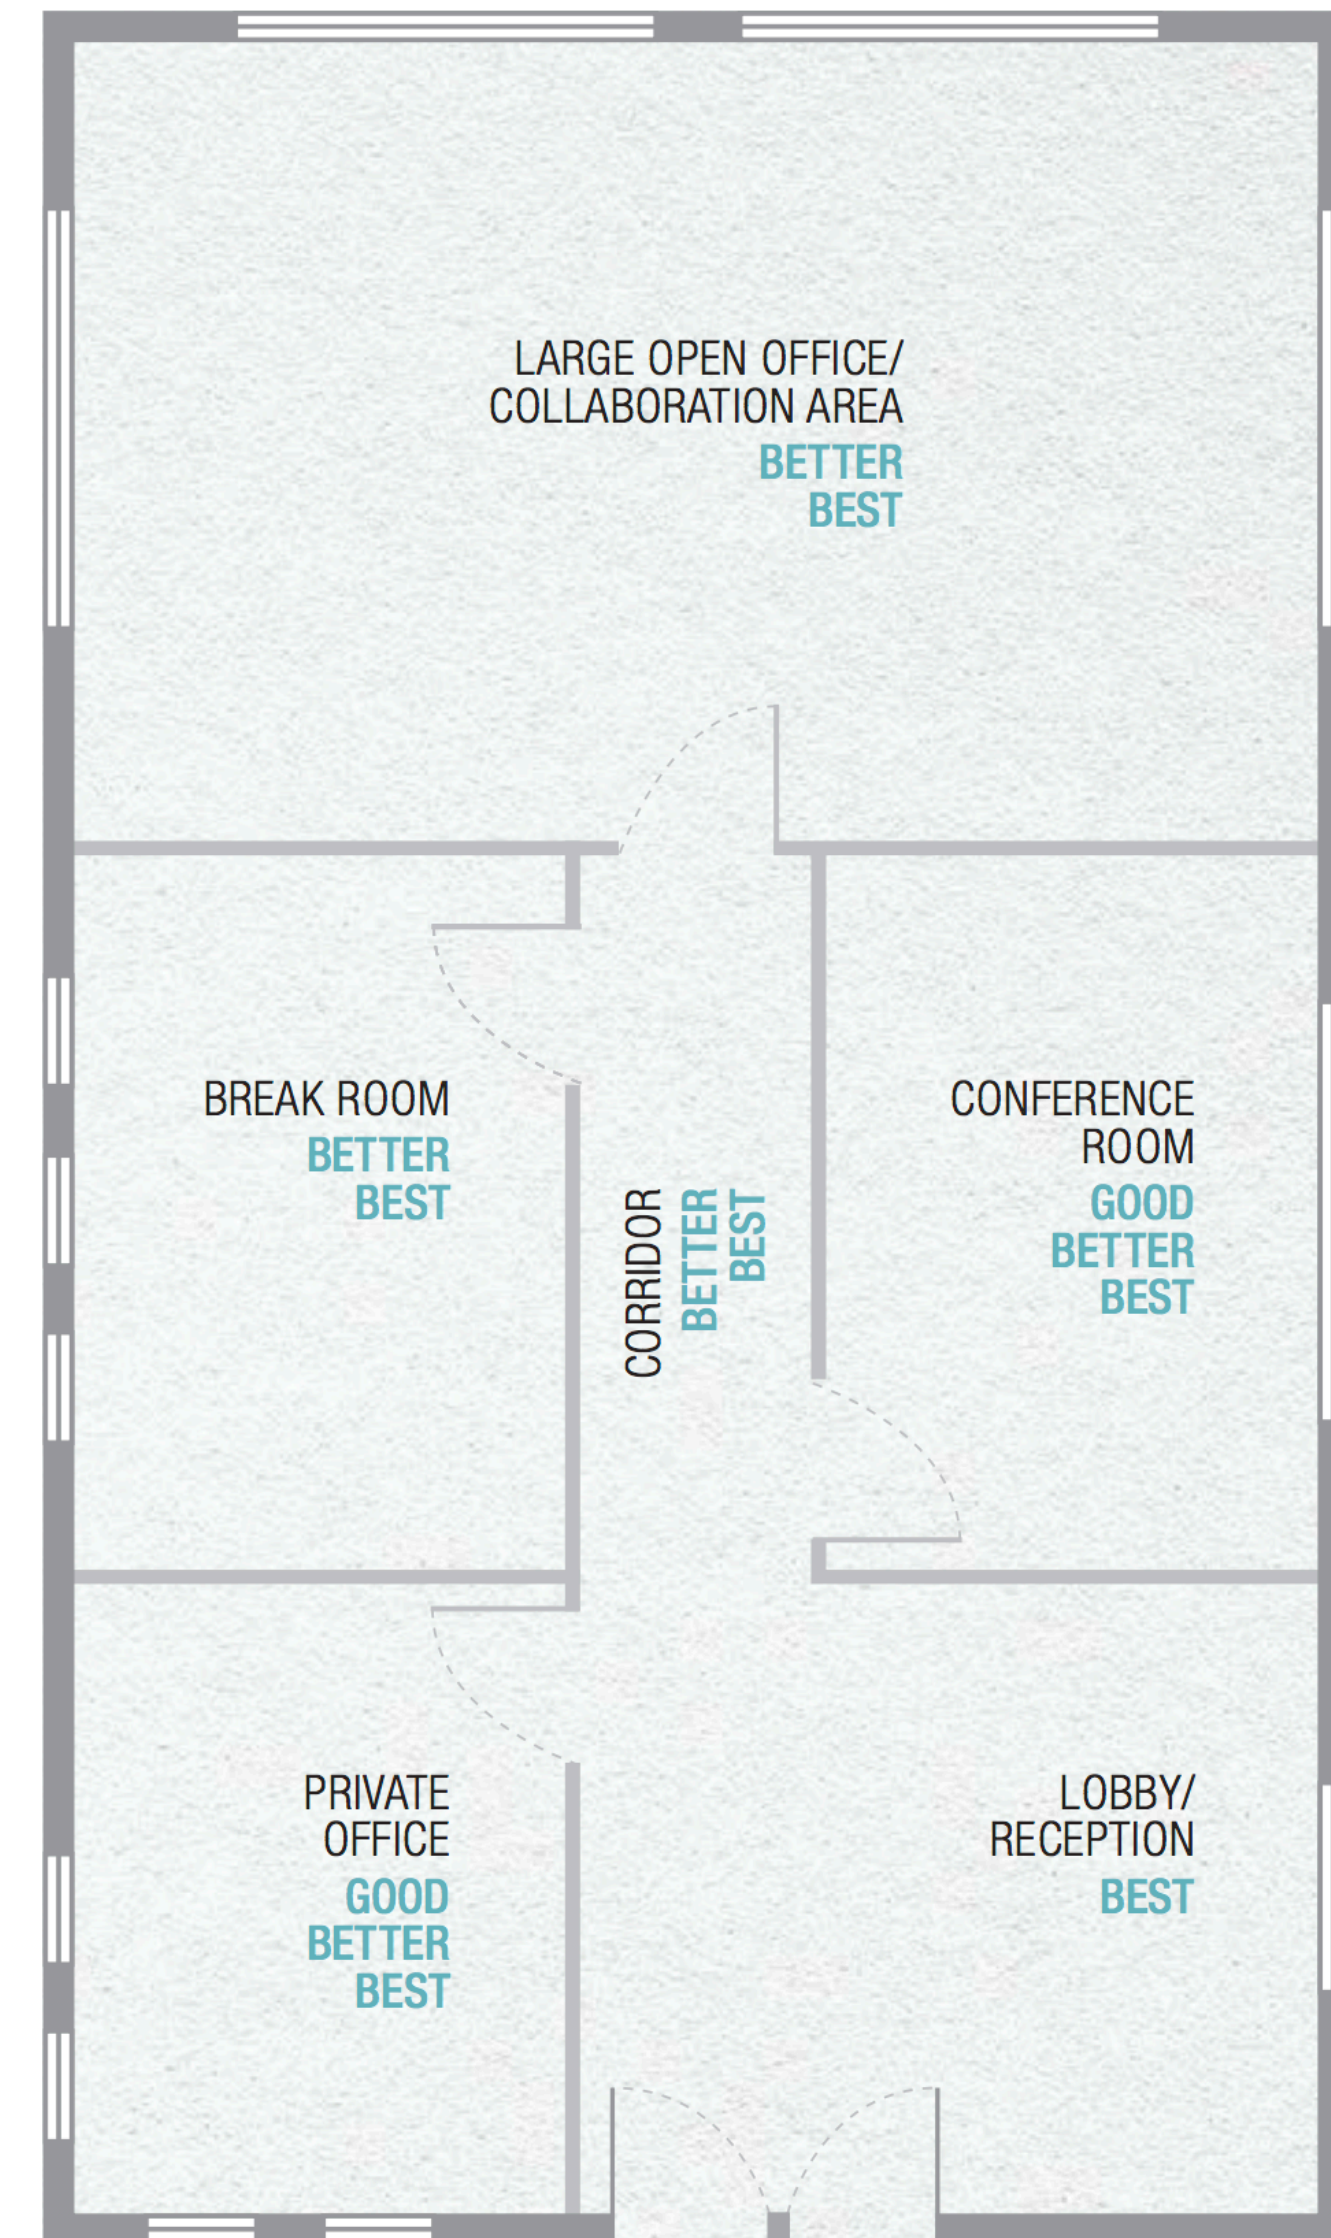 LARGE OPEN OFFICE/
COLLABORATION AREA
BETTER
BEST
BREAK ROOM
BETTER
BEST
CORRIDOR
BETTER
BEST
CONFERENCE
ROOM
GOOD
BETTER
BEST
PRIVATE
OFFICE
GOOD
BETTER
BEST
LOBBY/
RECEPTION
BEST